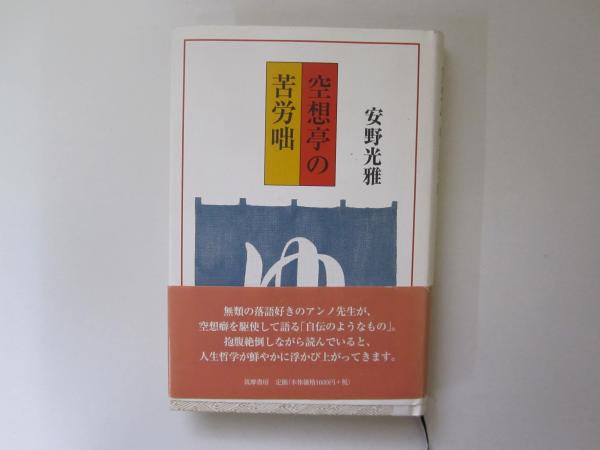 空想亭の
苦労咄
安野光雅
ゆ
無類の落語好きのアンノ先生が、
空想癖を駆使して語る「自伝のようなもの」。
抱腹絶倒しながら読んでいると、
人生哲学が鮮やかに浮かび上がってきます。
筑摩書房 定価(本体価格1600円+税)